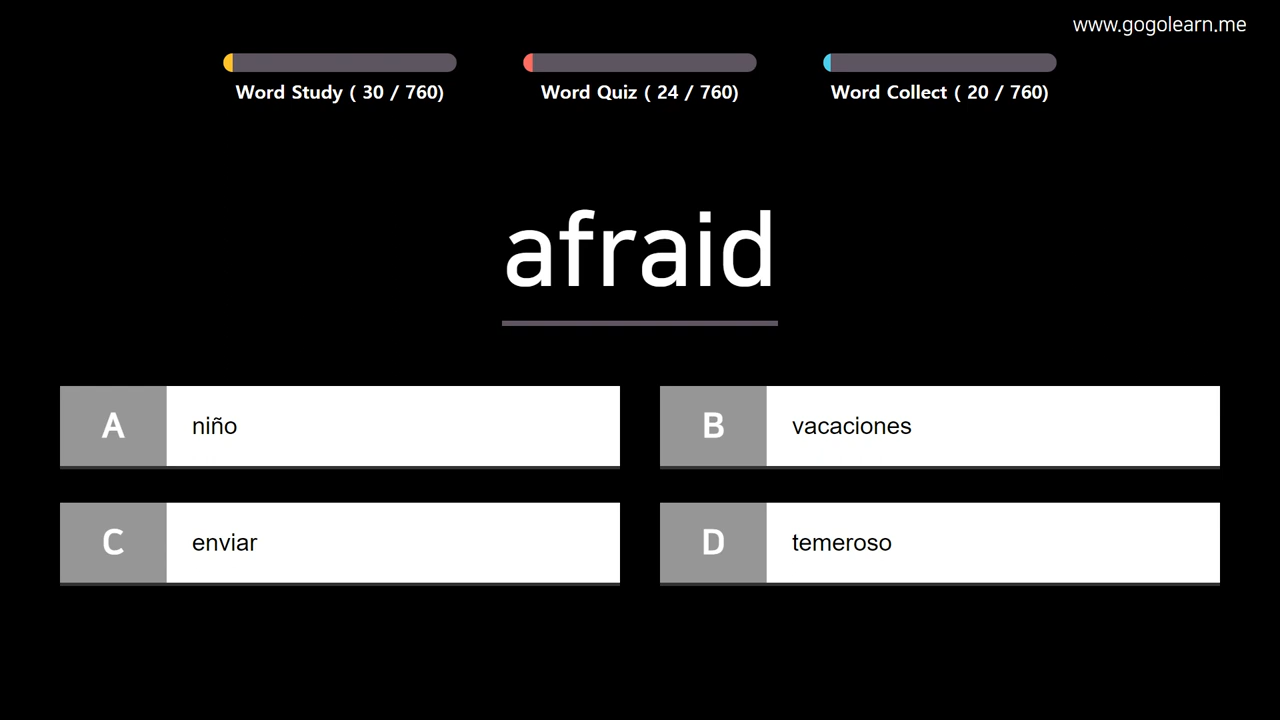 www.gogolearn.me
Word Study ( 30 / 760)
Word Quiz ( 24 / 760)
Word Collect ( 20 / 760)
afraid
A niño
B vacaciones
C enviar
D temeroso